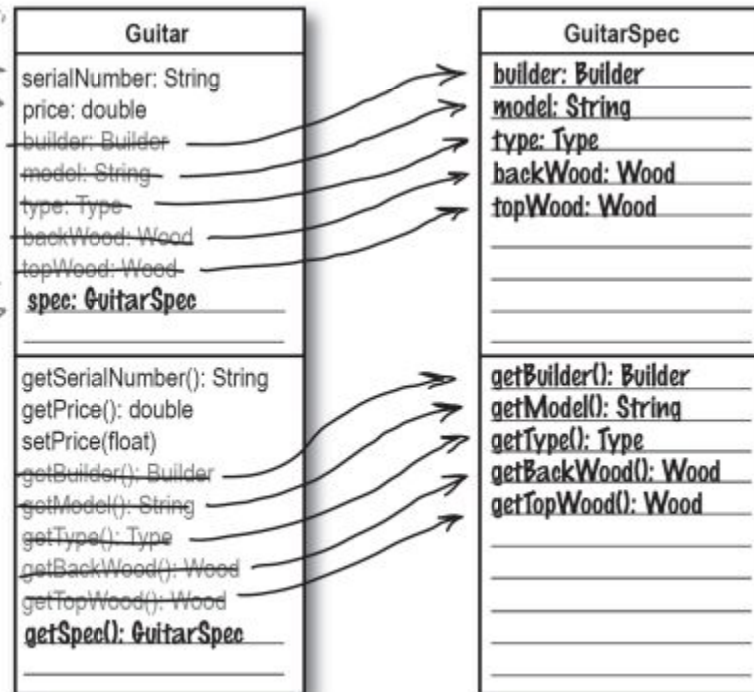 Guitar
serialNumber: String
price: double
builder: Builder
model: String
type: Type
backWood: Wood
topWood: Wood
spec: GuitarSpec
getSerialNumber(): String
getPrice(): double
setPrice(float)
getBuilder(): Builder
getModel(): String
getType(): Type
getBackWood(): Wood
getTopWood(): Wood
getSpec(): GuitarSpec
GuitarSpec
builder: Builder
model: String
type: Type
backWood: Wood
topWood: Wood
getBuilder(): Builder
getModel(): String
getType(): Type
getBackWood(): Wood
getTopWood(): Wood